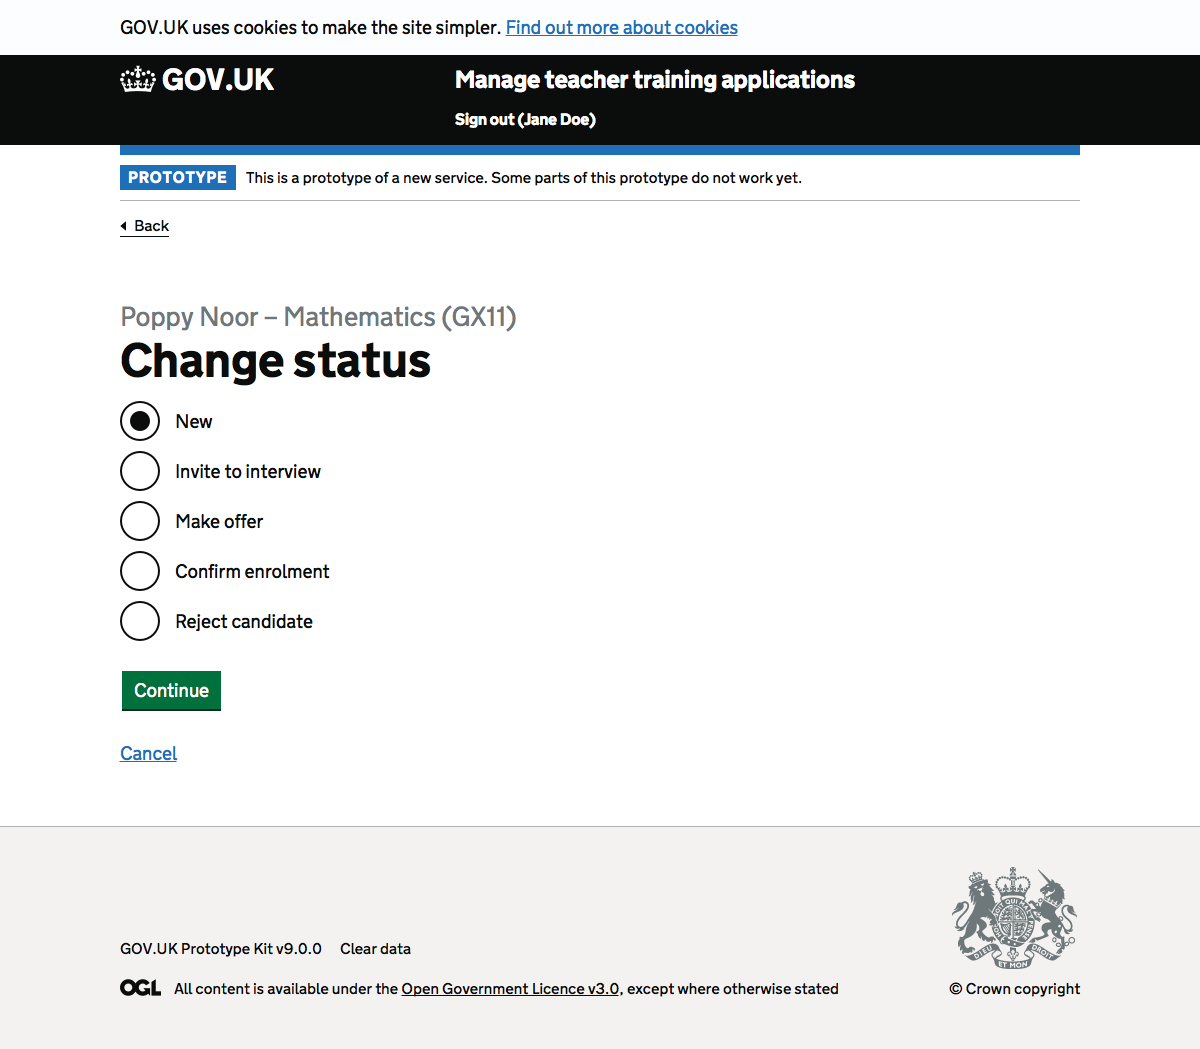 GOV.UK uses cookies to make the site simpler. Find out more about cookies
GOV.UK
Manage teacher training applications
Sign out (Jane Doe)
PROTOTYPE This is a prototype of a new service. Some parts of this prototype do not work yet.
Back
Poppy Noor – Mathematics (GX11)
Change status
New
Invite to interview
Make offer
Confirm enrolment
Reject candidate
Continue
Cancel
GOV.UK Prototype Kit v9.0.0 Clear data
OGL All content is available under the Open Government Licence v3.0, except where otherwise stated
DIEU ET MON DROIT
© Crown copyright